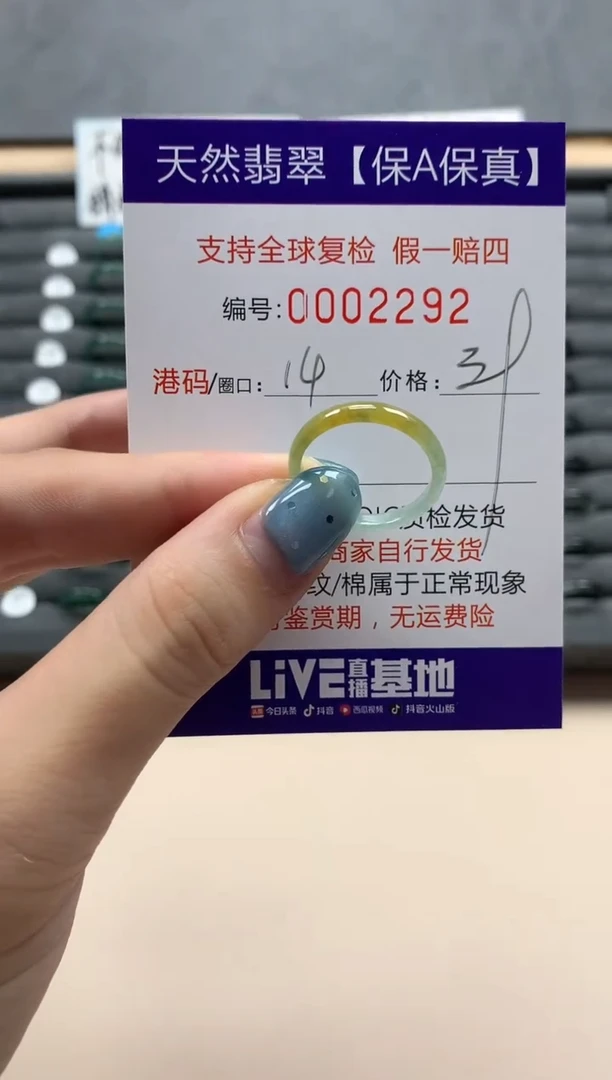 天然翡翠【保A保真】
支持全球复检 假一赔四
编号:0002292
港码/圈口: 14 价格:
质检发货
商家自行发货
纹/棉属于正常现象
鉴赏期，无运费险
LiVE直播基地
今日头条 抖音 西瓜视频 抖音火山版